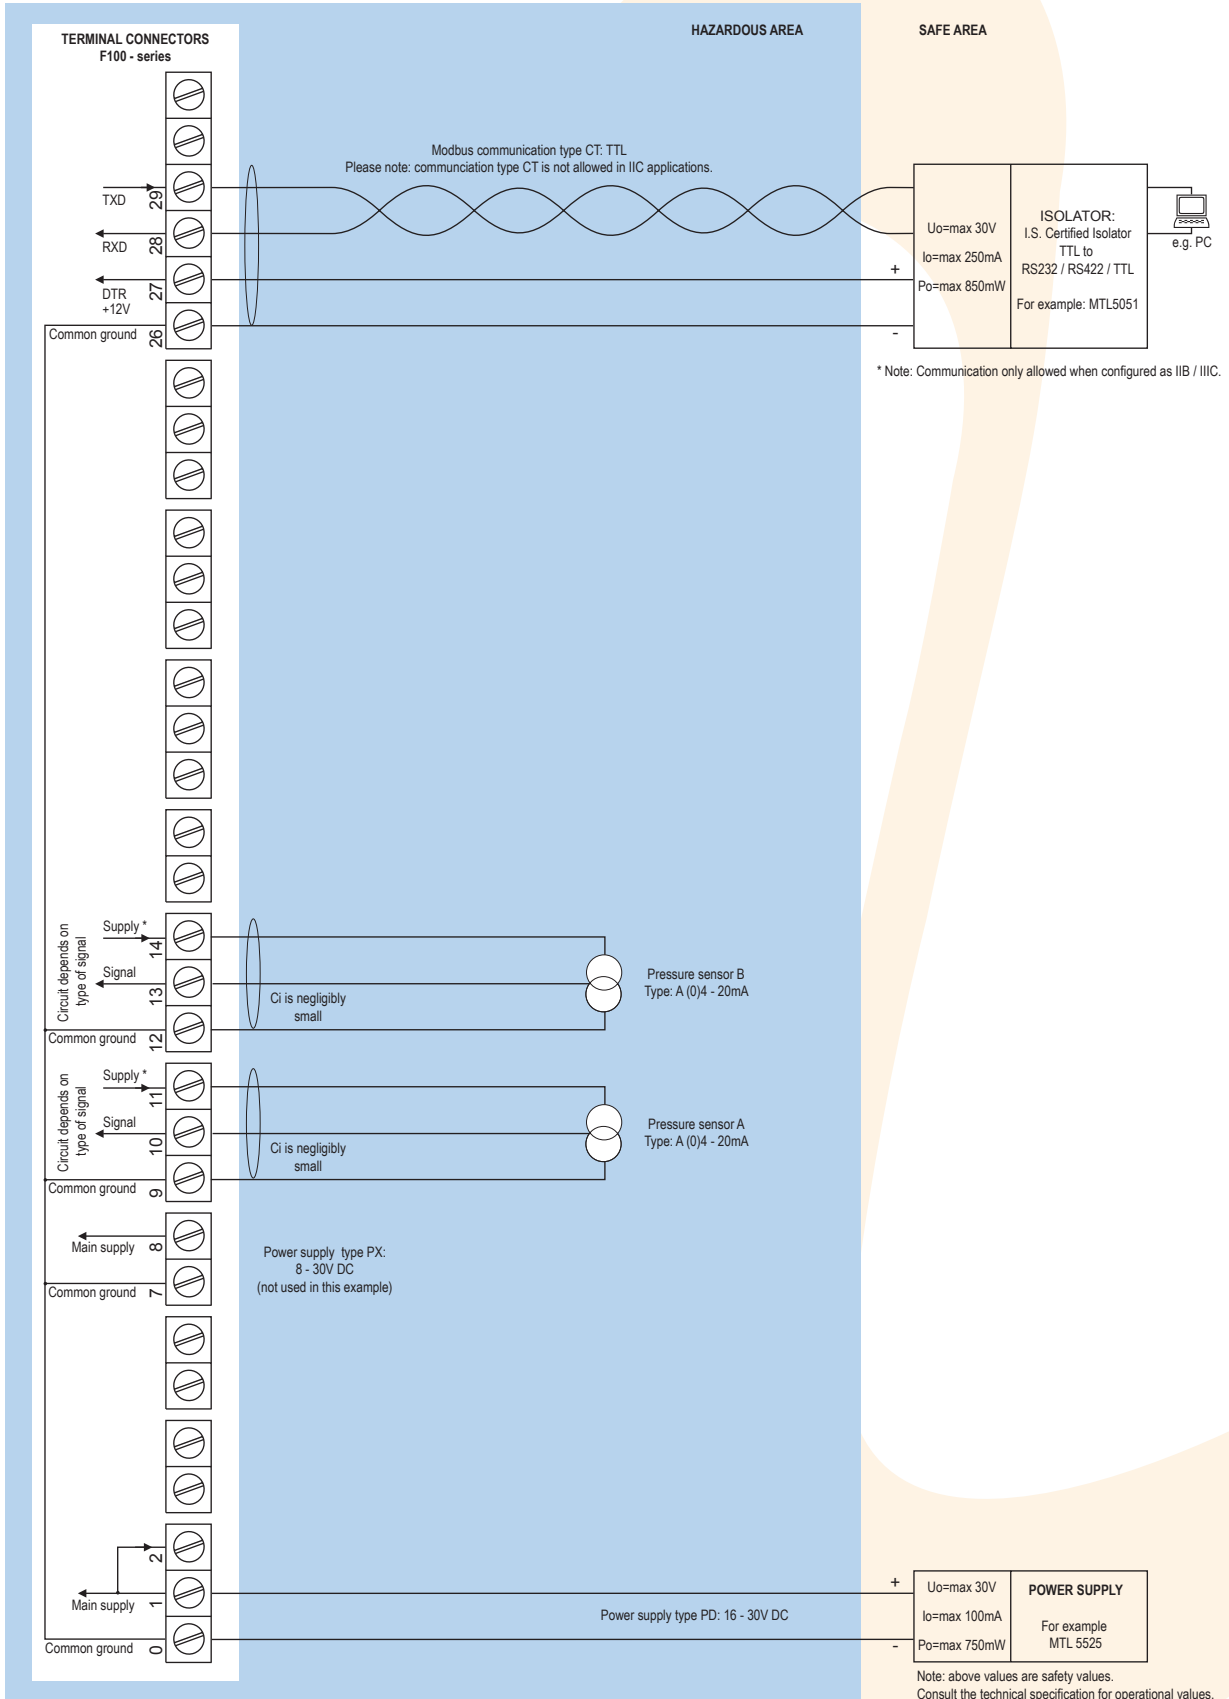 TERMINAL CONNECTORS
F100 - series
HAZARDOUS AREA
SAFE AREA
Modbus communication type CT: TTL
Please note: communciation type CT is not allowed in IIC applications.
TXD
29
RXD
28
DTR
+12V
27
Common ground
26
+
-
Uo=max 30V
Io=max 250mA
Po=max 850mW
ISOLATOR:
I.S. Certified Isolator
TTL to
RS232 / RS422 / TTL
For example: MTL5051
e.g. PC
* Note: Communication only allowed when configured as IIB / IIIC.
Circuit depends on
type of signal
Supply *
14
Signal
13
Common ground
12
Ci is negligibly
small
Pressure sensor B
Type: A (0)4 - 20mA
Circuit depends on
type of signal
Supply *
11
Signal
10
Common ground
9
Ci is negligibly
small
Pressure sensor A
Type: A (0)4 - 20mA
Main supply
8
Common ground
7
Power supply type PX:
8 - 30V DC
(not used in this example)
2
Main supply
1
Common ground
0
Power supply type PD: 16 - 30V DC
+
-
Uo=max 30V
Io=max 100mA
Po=max 750mW
POWER SUPPLY
For example
MTL 5525
Note: above values are safety values.
Consult the technical specification for operational values.